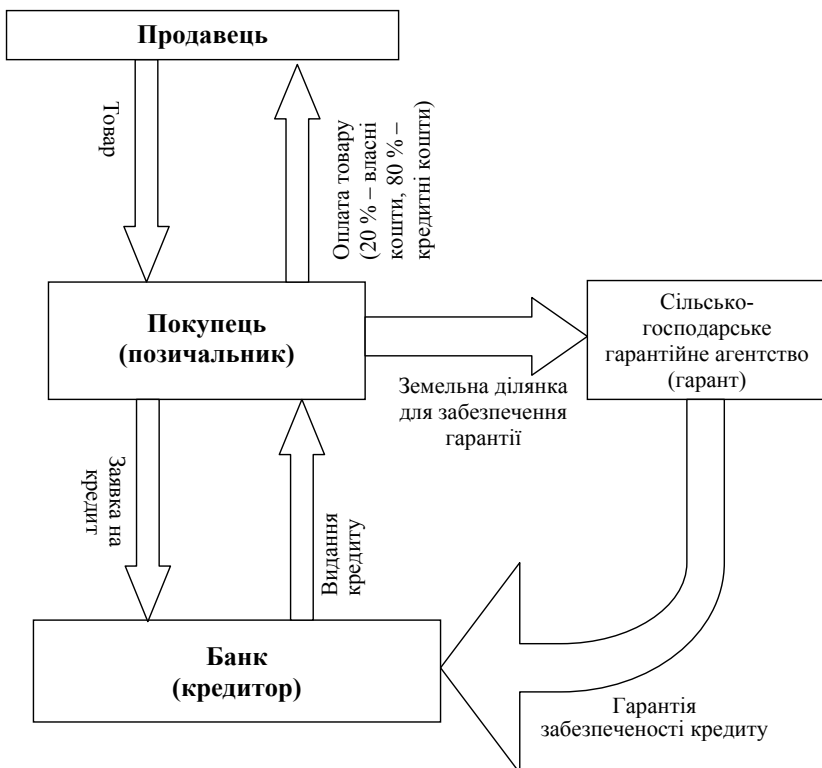 Продавець
Товар
Оплата товару
(20 % – власні
кошти, 80 % –
кредитні кошти)
Покупець
(позичальник)
Сільсько-
господарське
гарантійне агентство
(гарант)
Земельна ділянка
для забезпечення
гарантії
Заявка на
кредит
Видання
кредиту
Банк
(кредитор)
Гарантія
забезпеченості кредиту